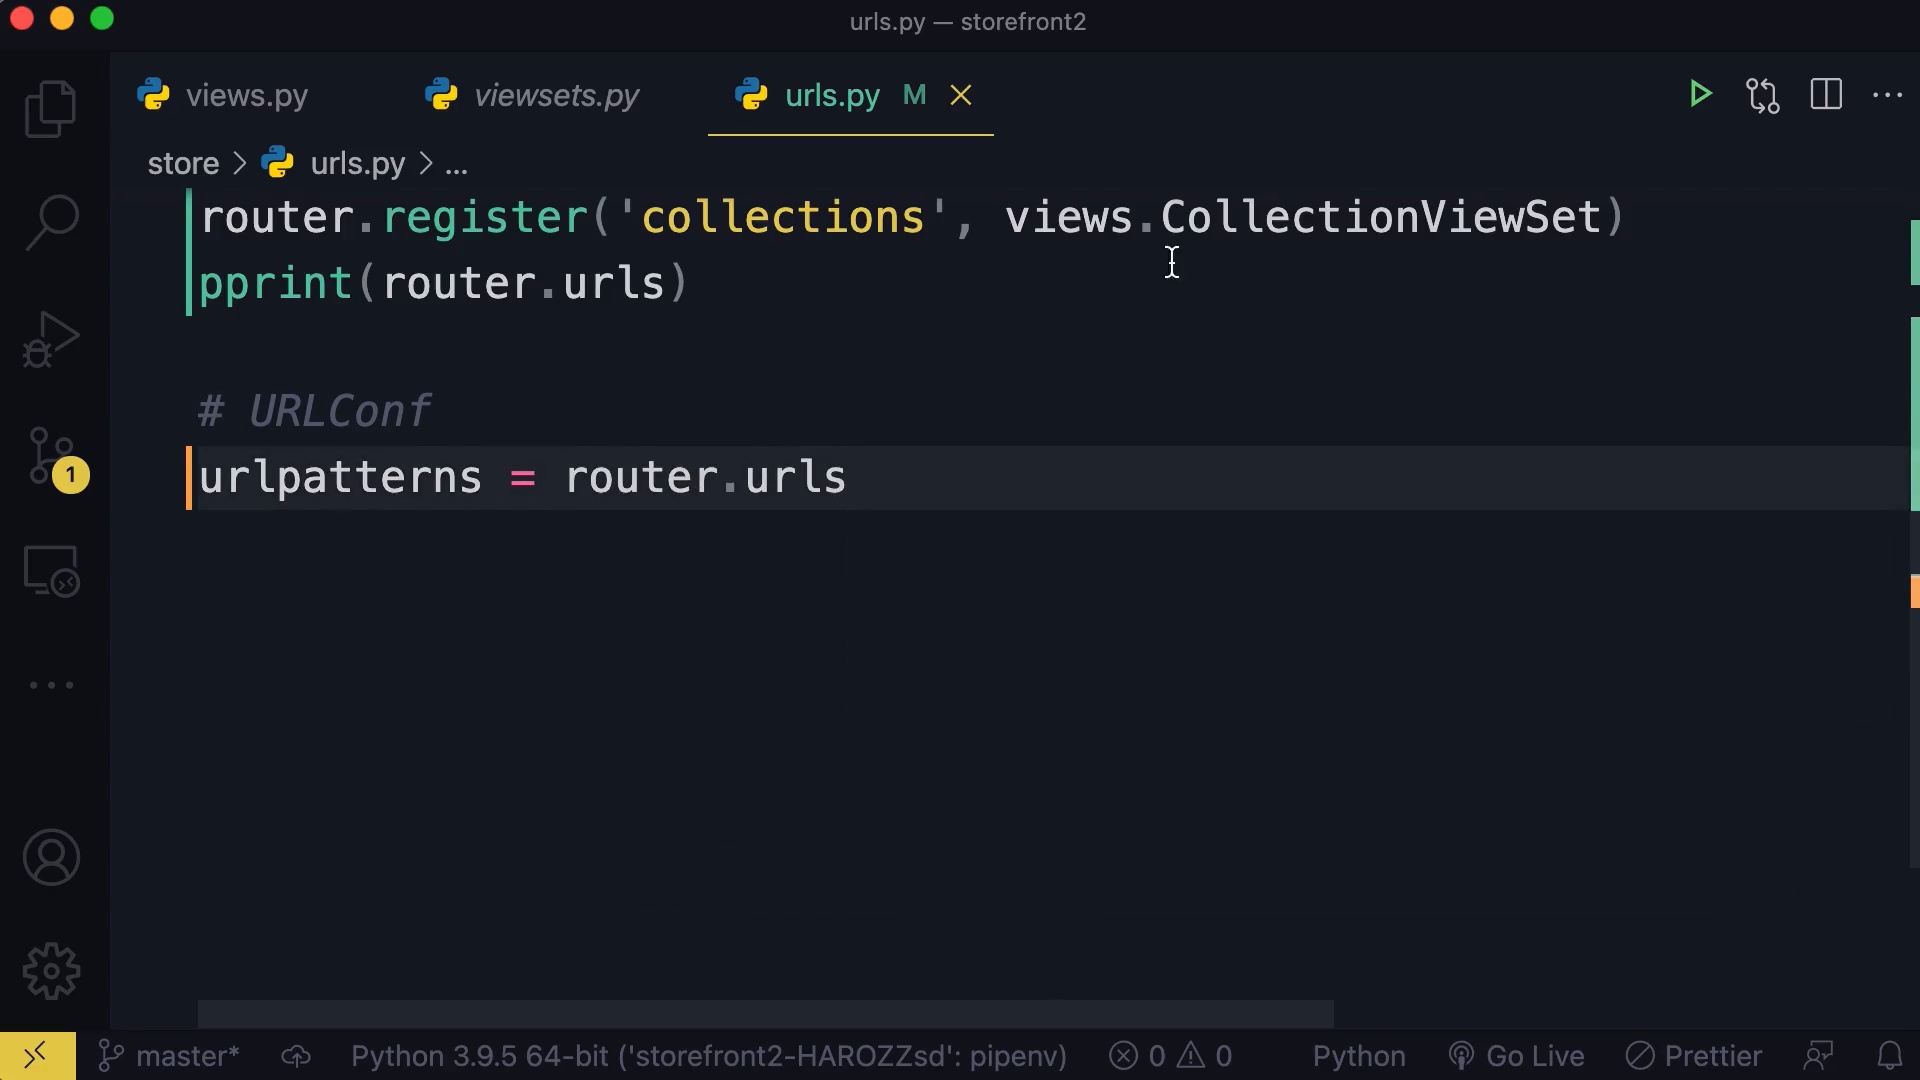 urls.py — storefront2
views.py viewsets.py urls.py M
store > urls.py > ...
router.register('collections', views.CollectionViewSet)
pprint(router.urls)
# URLConf
urlpatterns = router.urls
1
master* Python 3.9.5 64-bit ('storefront2-HAROZZsd': pipenv) 0 0 Python Go Live Prettier